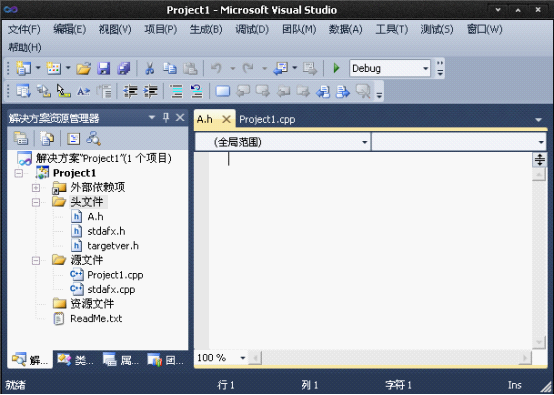 Project1 - Microsoft Visual Studio
文件(F) 编辑(E) 视图(V) 项目(P) 生成(B) 调试(D) 团队(M) 数据(A) 工具(T) 测试(S) 窗口(W)
帮助(H)
Debug
解决方案资源管理器
A.h Project1.cpp
(全局范围)
解决方案"Project1"(1 个项目)
Project1
外部依赖项
头文件
A.h
stdafx.h
targetver.h
源文件
Project1.cpp
stdafx.cpp
资源文件
ReadMe.txt
100 %
解... 类... 属... 团...
就绪 行 1 列 1 字符 1 Ins